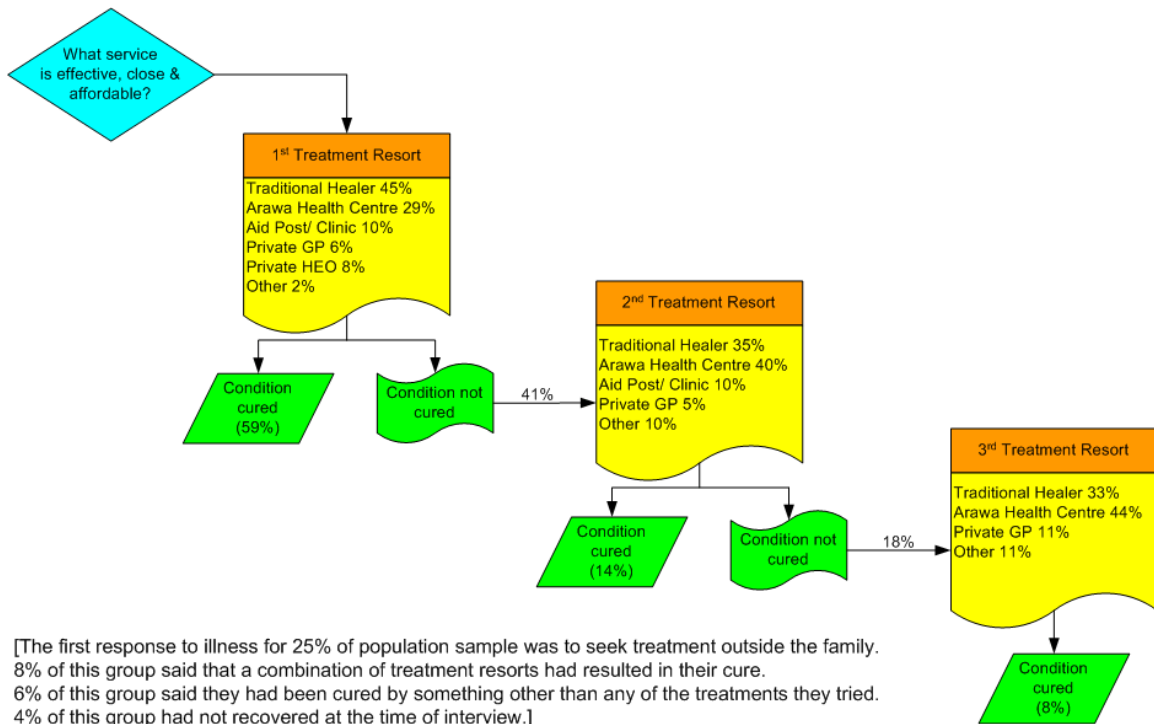 What service
is effective, close &
affordable?
1st Treatment Resort
Traditional Healer 45%
Arawa Health Centre 29%
Aid Post/ Clinic 10%
Private GP 6%
Private HEO 8%
Other 2%
Condition
cured
(59%)
Condition not
cured
41%
2nd Treatment Resort
Traditional Healer 35%
Arawa Health Centre 40%
Aid Post/ Clinic 10%
Private GP 5%
Other 10%
Condition
cured
(14%)
Condition not
cured
18%
3rd Treatment Resort
Traditional Healer 33%
Arawa Health Centre 44%
Private GP 11%
Other 11%
Condition
cured
(8%)
[The first response to illness for 25% of population sample was to seek treatment outside the family.
8% of this group said that a combination of treatment resorts had resulted in their cure.
6% of this group said they had been cured by something other than any of the treatments they tried.
4% of this group had not recovered at the time of interview.]